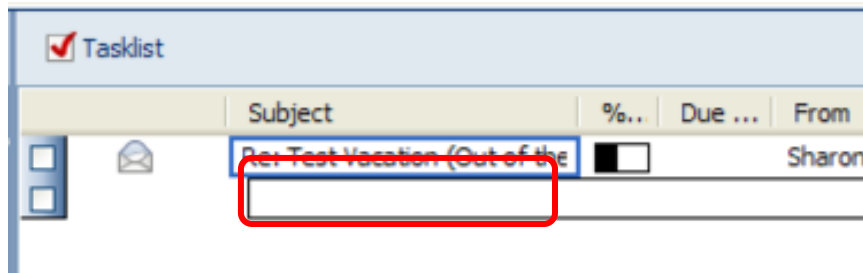 Tasklist
Subject %.. Due ... From
Re: Test Vacation (Out of the Sharon